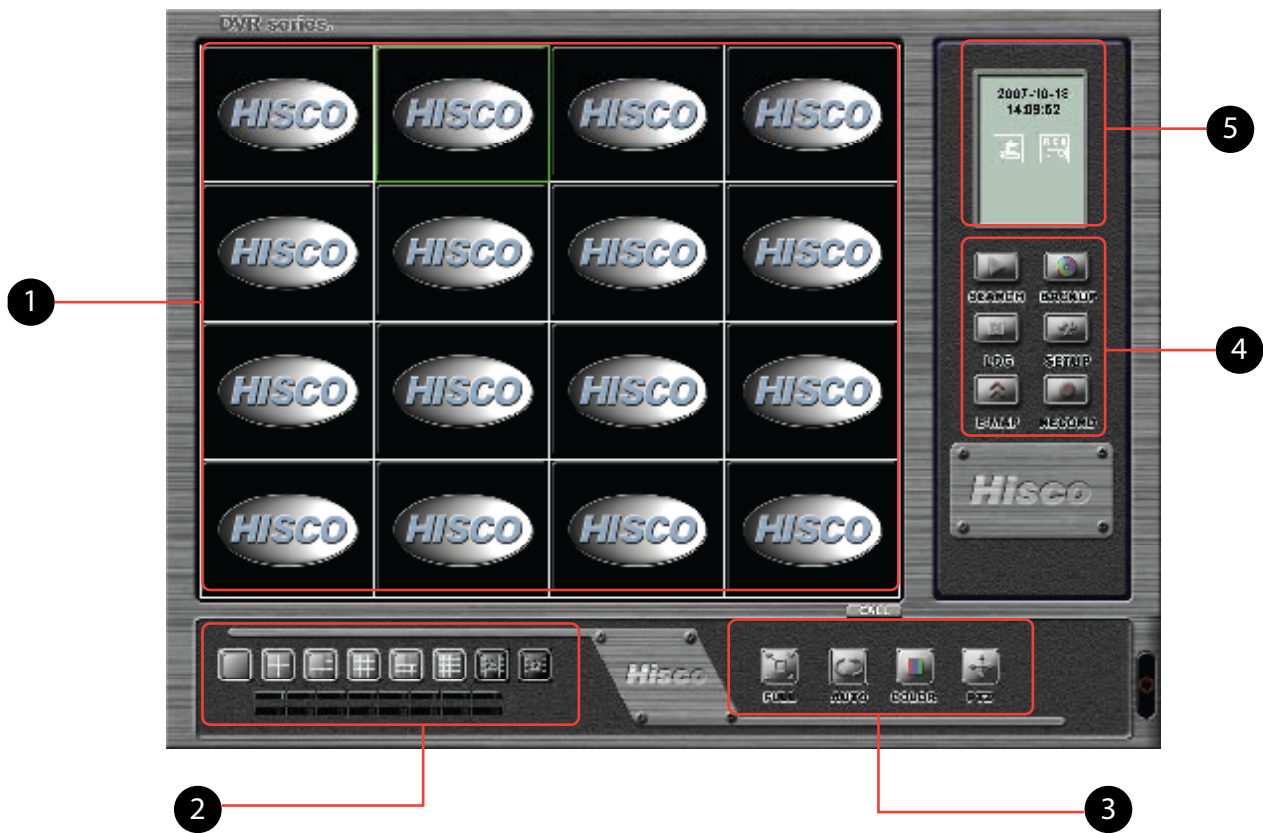 DVR series.
HISCO HISCO HISCO HISCO
HISCO HISCO HISCO HISCO
HISCO HISCO HISCO HISCO
HISCO HISCO HISCO HISCO
2007-10-18
14:09:52
5
1
SEARCH BACKUP
LOG SETUP
4
E-MAP RECORD
Hisco
CALL
Hisco
FULL AUTO COLOR PTZ
2
3